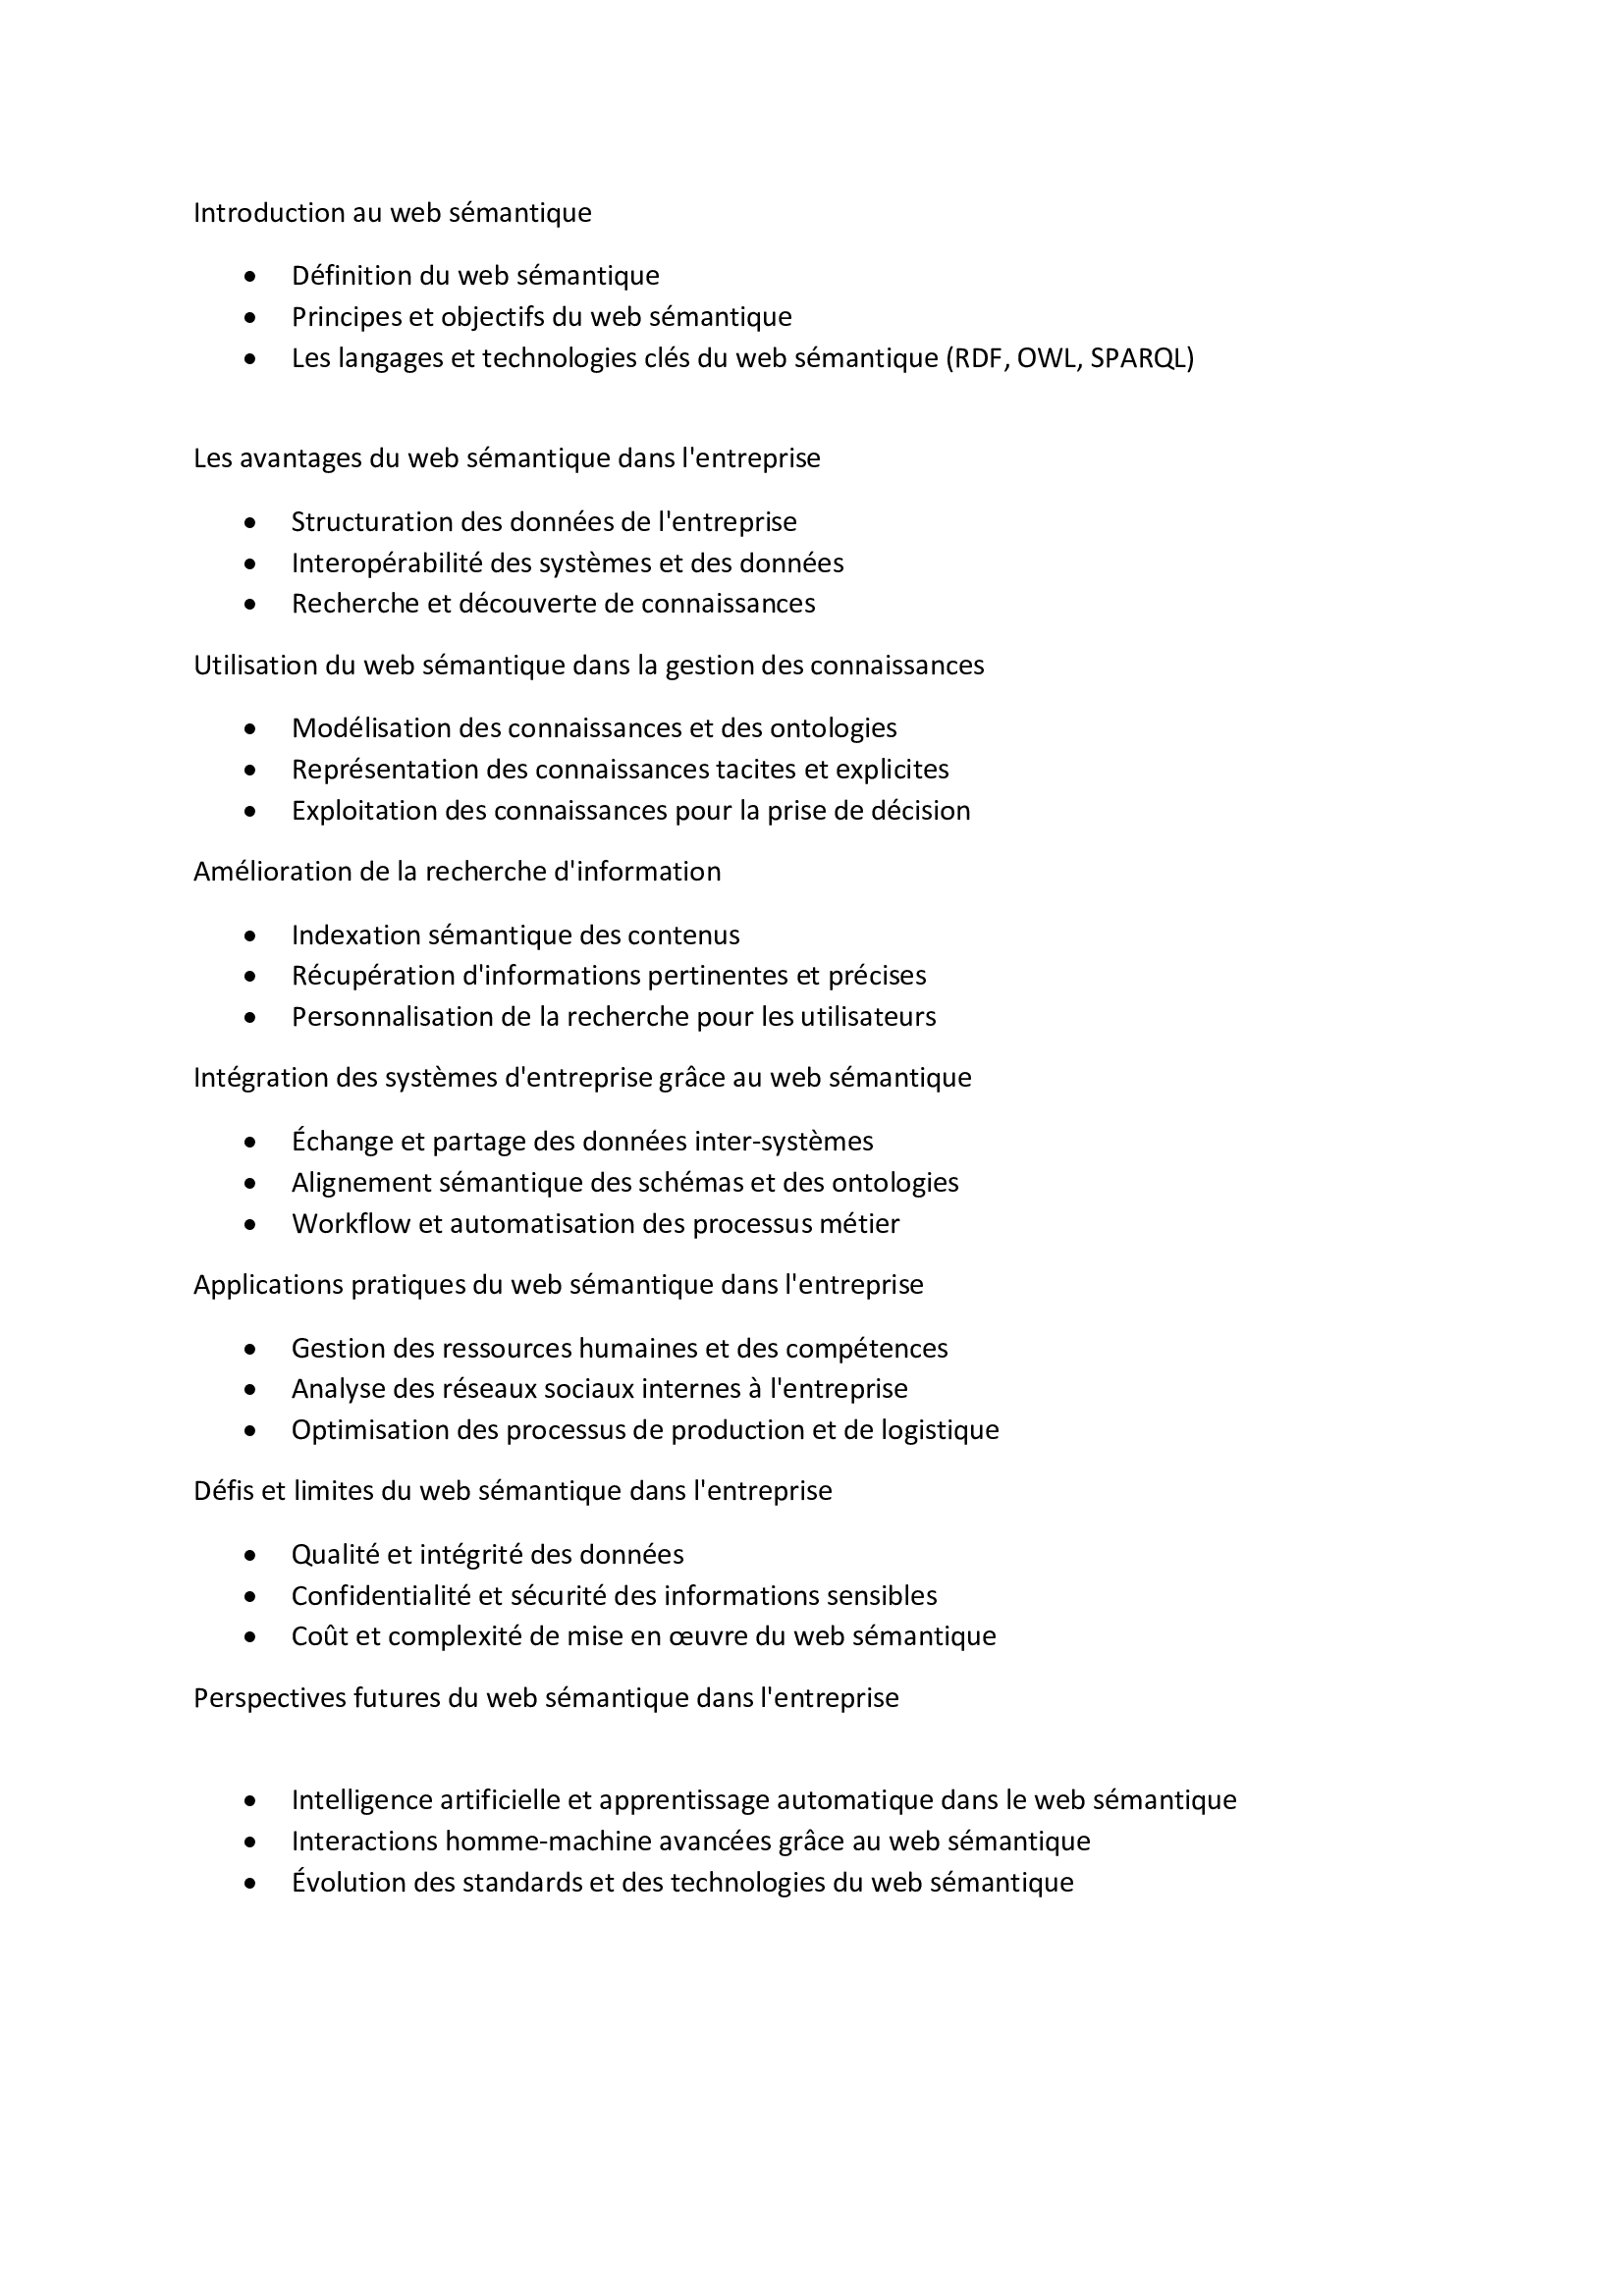 Introduction au web sémantique
• Définition du web sémantique
• Principes et objectifs du web sémantique
• Les langages et technologies clés du web sémantique (RDF, OWL, SPARQL)
Les avantages du web sémantique dans l'entreprise
• Structuration des données de l'entreprise
• Interopérabilité des systèmes et des données
• Recherche et découverte de connaissances
Utilisation du web sémantique dans la gestion des connaissances
• Modélisation des connaissances et des ontologies
• Représentation des connaissances tacites et explicites
• Exploitation des connaissances pour la prise de décision
Amélioration de la recherche d'information
• Indexation sémantique des contenus
• Récupération d'informations pertinentes et précises
• Personnalisation de la recherche pour les utilisateurs
Intégration des systèmes d'entreprise grâce au web sémantique
• Échange et partage des données inter-systèmes
• Alignement sémantique des schémas et des ontologies
• Workflow et automatisation des processus métier
Applications pratiques du web sémantique dans l'entreprise
• Gestion des ressources humaines et des compétences
• Analyse des réseaux sociaux internes à l'entreprise
• Optimisation des processus de production et de logistique
Défis et limites du web sémantique dans l'entreprise
• Qualité et intégrité des données
• Confidentialité et sécurité des informations sensibles
• Coût et complexité de mise en œuvre du web sémantique
Perspectives futures du web sémantique dans l'entreprise
• Intelligence artificielle et apprentissage automatique dans le web sémantique
• Interactions homme-machine avancées grâce au web sémantique
• Évolution des standards et des technologies du web sémantique